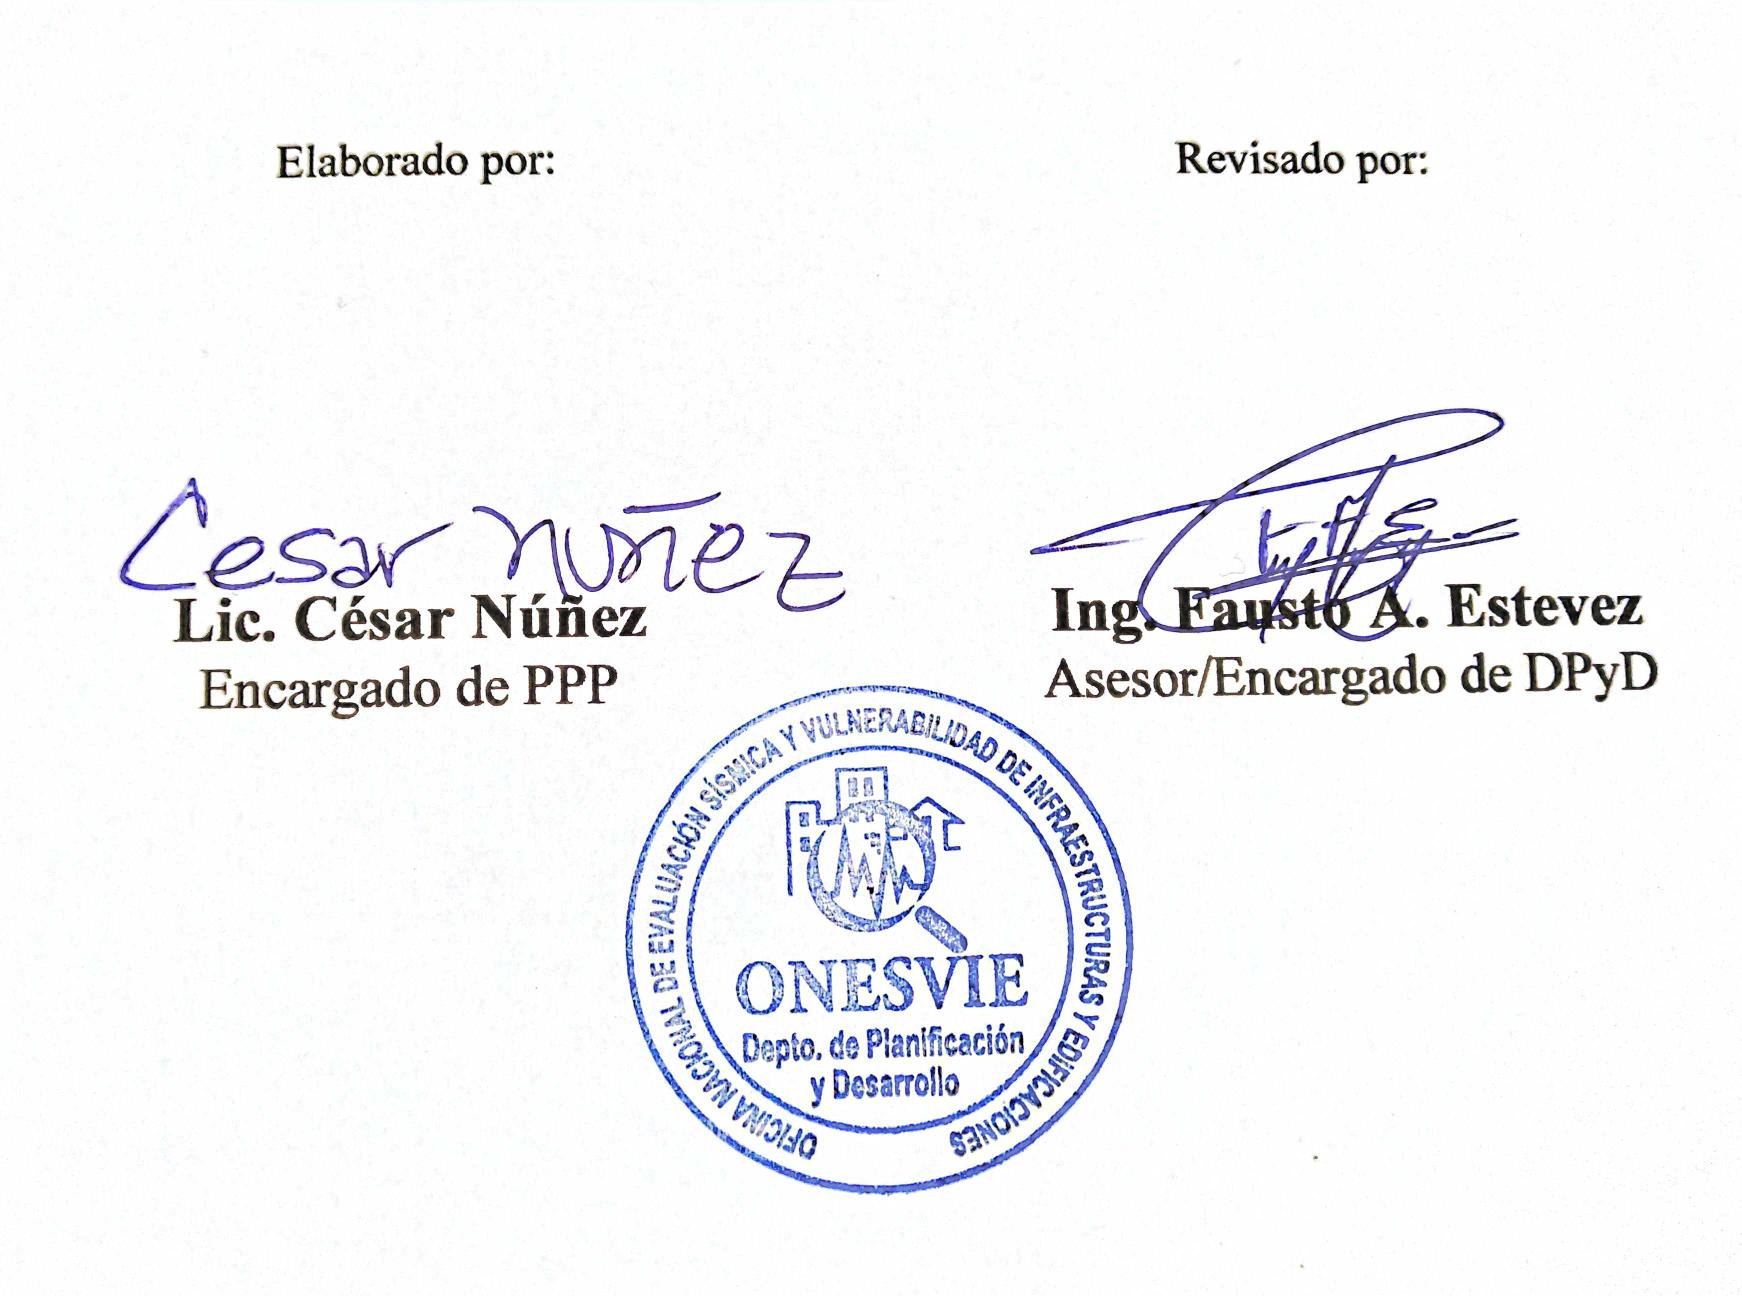 Elaborado por:
Revisado por:
Cesar Nuñez
Lic. César Núñez
Encargado de PPP
Ing. Fausto A. Estevez
Asesor/Encargado de DPyD
OFICINA NACIONAL DE EVALUACIÓN SÍSMICA Y VULNERABILIDAD DE INFRAESTRUCTURAS Y EDIFICACIONES
ONESVIE
Depto. de Planificación
y Desarrollo